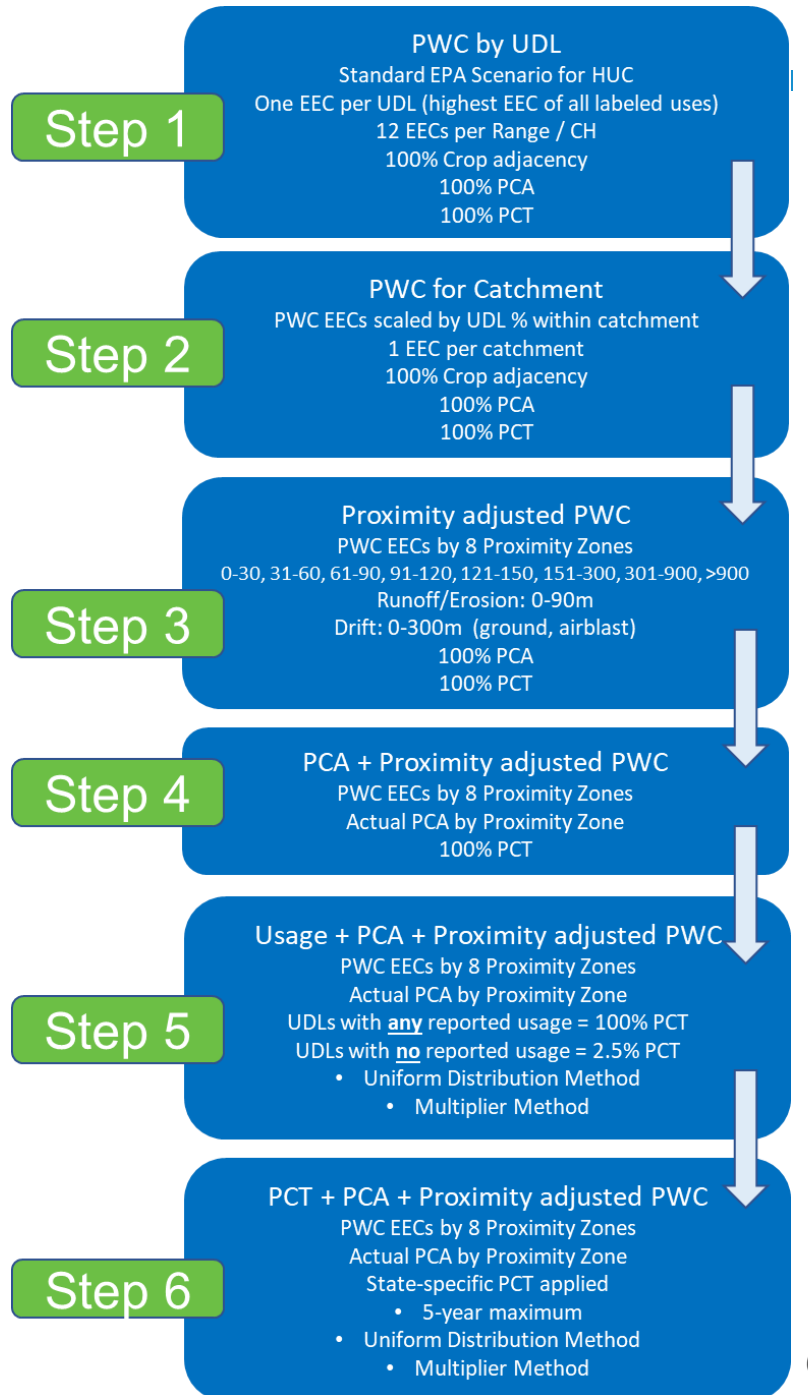 Step 1
PWC by UDL
Standard EPA Scenario for HUC
One EEC per UDL (highest EEC of all labeled uses)
12 EECs per Range / CH
100% Crop adjacency
100% PCA
100% PCT
Step 2
PWC for Catchment
PWC EECs scaled by UDL % within catchment
1 EEC per catchment
100% Crop adjacency
100% PCA
100% PCT
Step 3
Proximity adjusted PWC
PWC EECs by 8 Proximity Zones
0-30, 31-60, 61-90, 91-120, 121-150, 151-300, 301-900, >900
Runoff/Erosion: 0-90m
Drift: 0-300m (ground, airblast)
100% PCA
100% PCT
Step 4
PCA + Proximity adjusted PWC
PWC EECs by 8 Proximity Zones
Actual PCA by Proximity Zone
100% PCT
Step 5
Usage + PCA + Proximity adjusted PWC
PWC EECs by 8 Proximity Zones
Actual PCA by Proximity Zone
UDLs with any reported usage = 100% PCT
UDLs with no reported usage = 2.5% PCT
• Uniform Distribution Method
• Multiplier Method
Step 6
PCT + PCA + Proximity adjusted PWC
PWC EECs by 8 Proximity Zones
Actual PCA by Proximity Zone
State-specific PCT applied
• 5-year maximum
• Uniform Distribution Method
• Multiplier Method